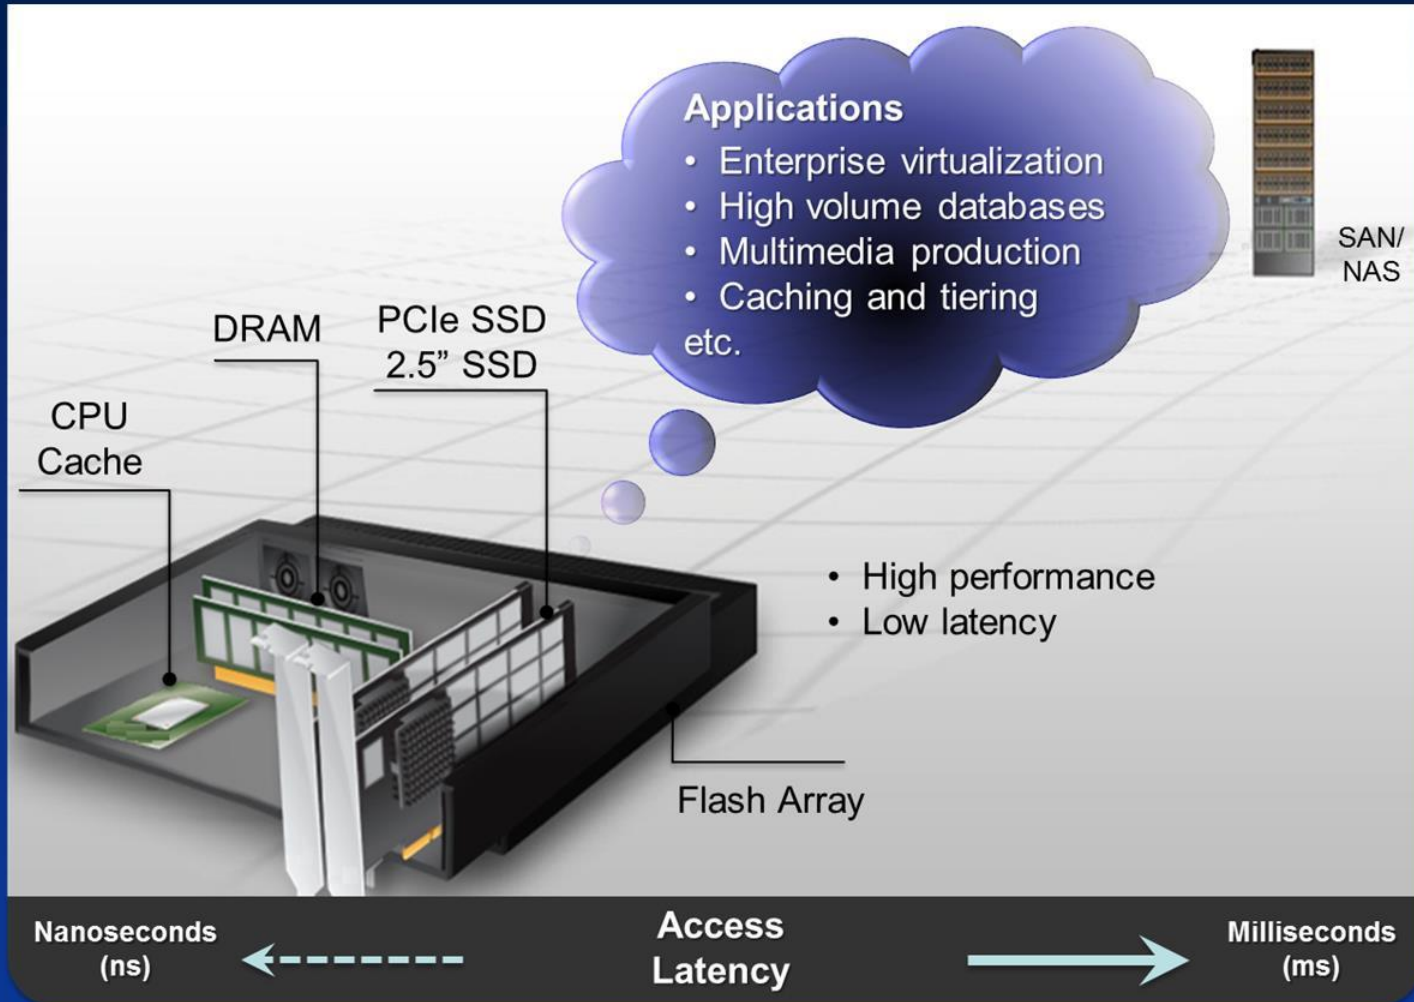 Applications
• Enterprise virtualization
• High volume databases
• Multimedia production
• Caching and tiering
etc.
SAN/
NAS
DRAM
PCIe SSD
2.5” SSD
CPU
Cache
• High performance
• Low latency
Flash Array
Nanoseconds
(ns)
Access
Latency
Milliseconds
(ms)